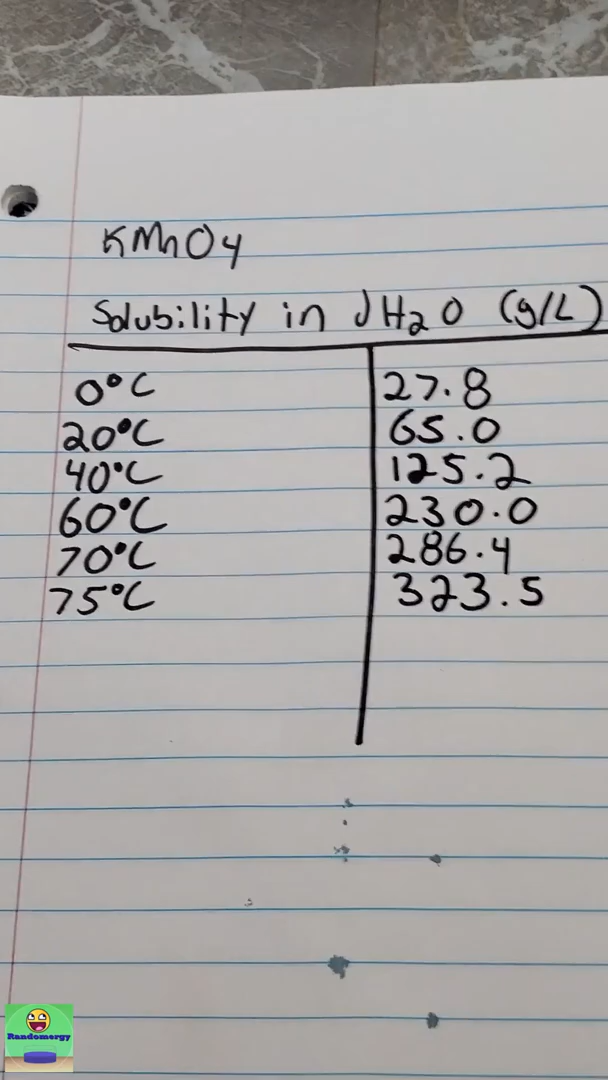 KMnO4
Solubility in dH2O (g/L)
0°C 27.8
20°C 65.0
40°C 125.2
60°C 230.0
70°C 286.4
75°C 323.5
Randomergy